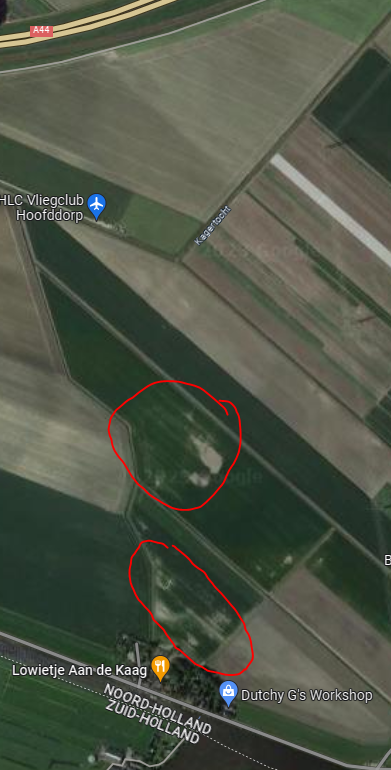 A44
HLC Vliegclub
Hoofddorp
Kagertocht
Lowietje Aan de Kaag
Dutchy G's Workshop
NOORD-HOLLAND
ZUID-HOLLAND